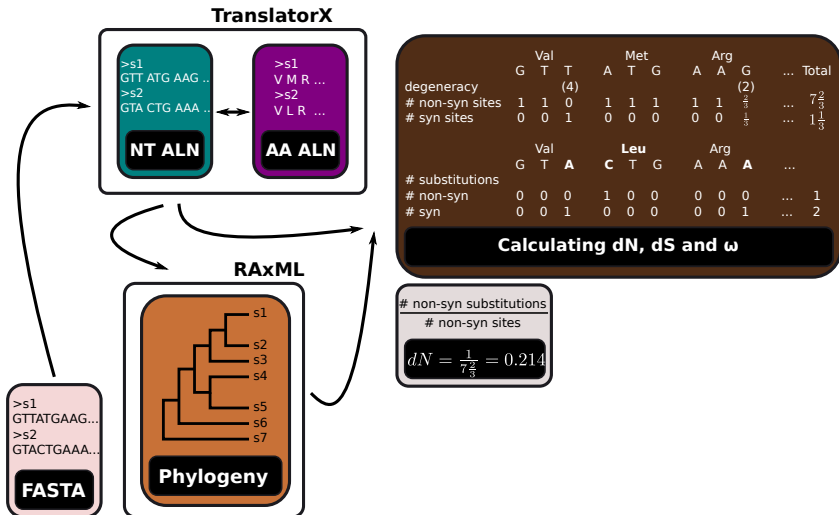 TranslatorX
>s1
GTT ATG AAG ...
>s2
GTA CTG AAA ...
NT ALN
>s1
V M R ...
>s2
V L R ...
AA ALN
Val Met Arg
G T T A T G A A G ... Total
degeneracy (4) (2)
# non-syn sites 1 1 0 1 1 1 1 1 2/3 ... 7 2/3
# syn sites 0 0 1 0 0 0 0 0 1/3 ... 1 1/3
Val Leu Arg
G T A C T G A A A ...
# substitutions
# non-syn 0 0 0 1 0 0 0 0 0 ... 1
# syn 0 0 1 0 0 0 0 0 1 ... 2
Calculating dN, dS and ω
RAxML
s1
s2
s3
s4
s5
s6
s7
Phylogeny
# non-syn substitutions
# non-syn sites
dN = 1/(7 2/3) = 0.214
>s1
GTTATGAAG...
>s2
GTACTGAAA...
FASTA